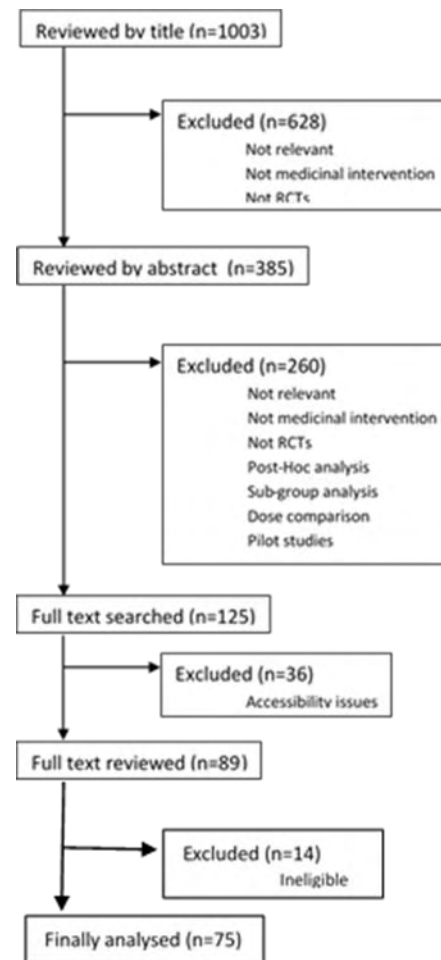 Reviewed by title (n=1003)
Excluded (n=628)
Not relevant
Not medicinal intervention
Not RCTs
Reviewed by abstract (n=385)
Excluded (n=260)
Not relevant
Not medicinal intervention
Not RCTs
Post-Hoc analysis
Sub-group analysis
Dose comparison
Pilot studies
Full text searched (n=125)
Excluded (n=36)
Accessibility issues
Full text reviewed (n=89)
Excluded (n=14)
Ineligible
Finally analysed (n=75)